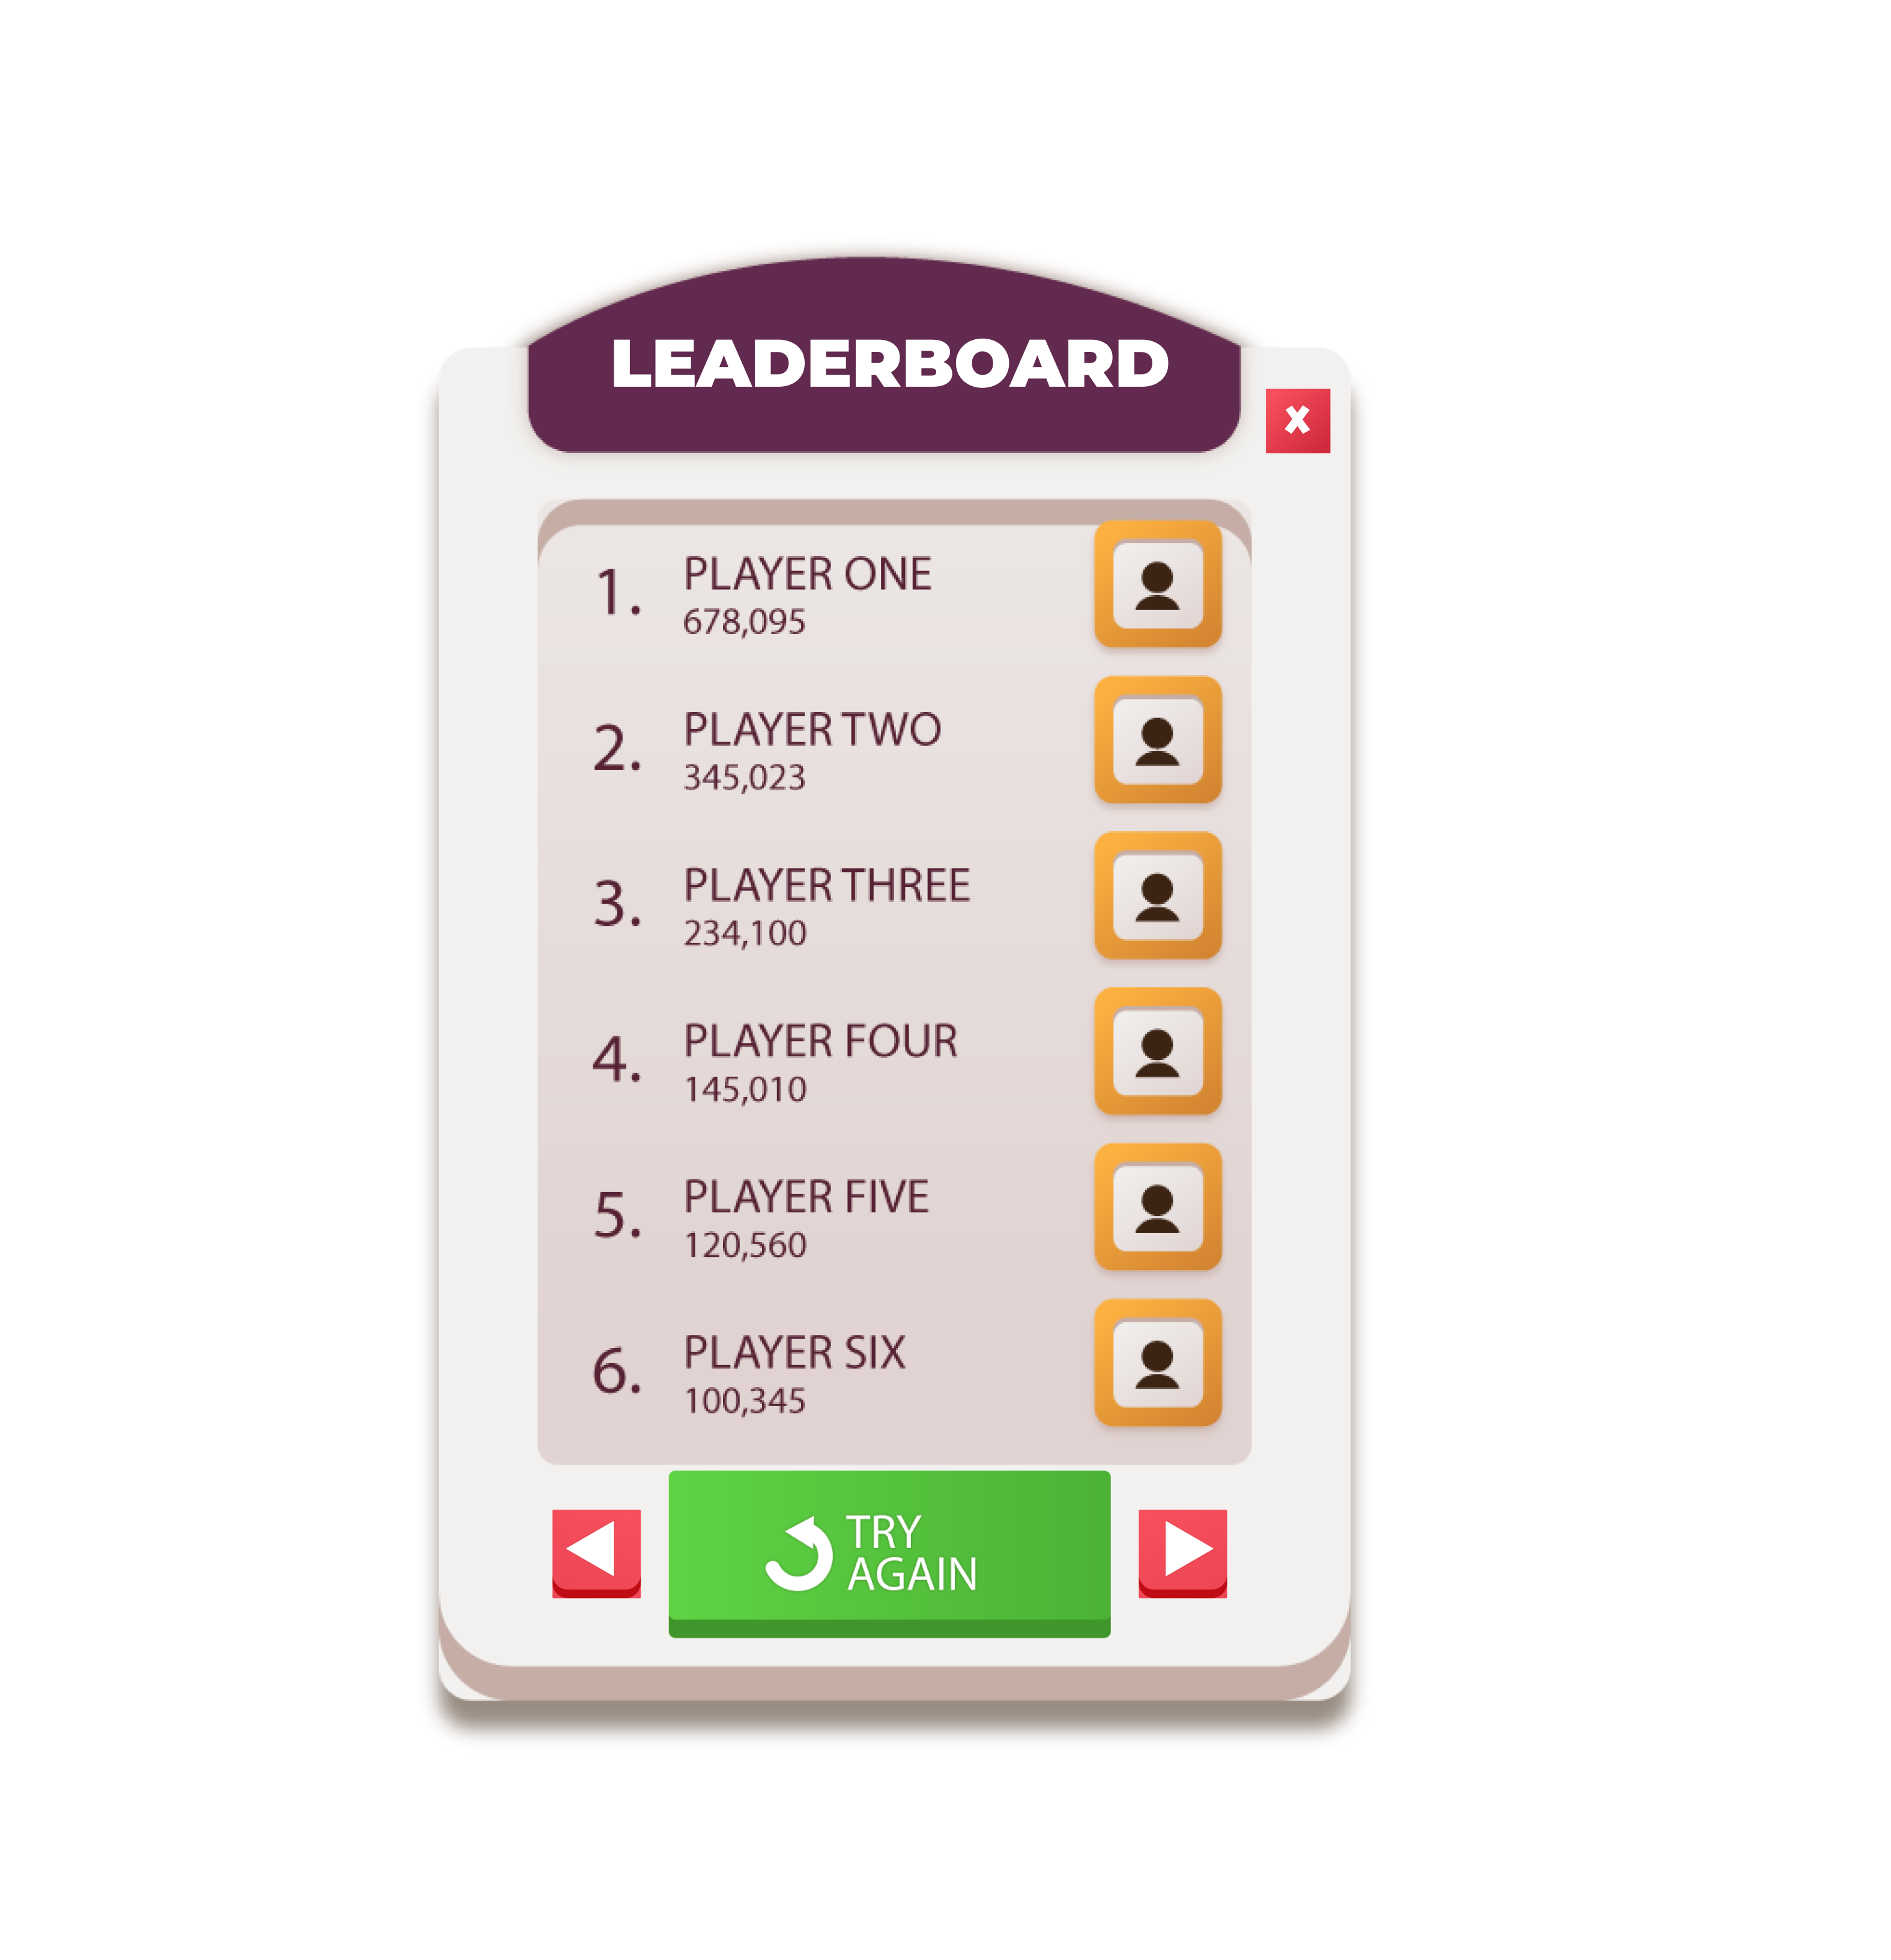 LEADERBOARD
X
1. PLAYER ONE
678,095
2. PLAYER TWO
345,023
3. PLAYER THREE
234,100
4. PLAYER FOUR
145,010
5. PLAYER FIVE
120,560
6. PLAYER SIX
100,345
TRY
AGAIN